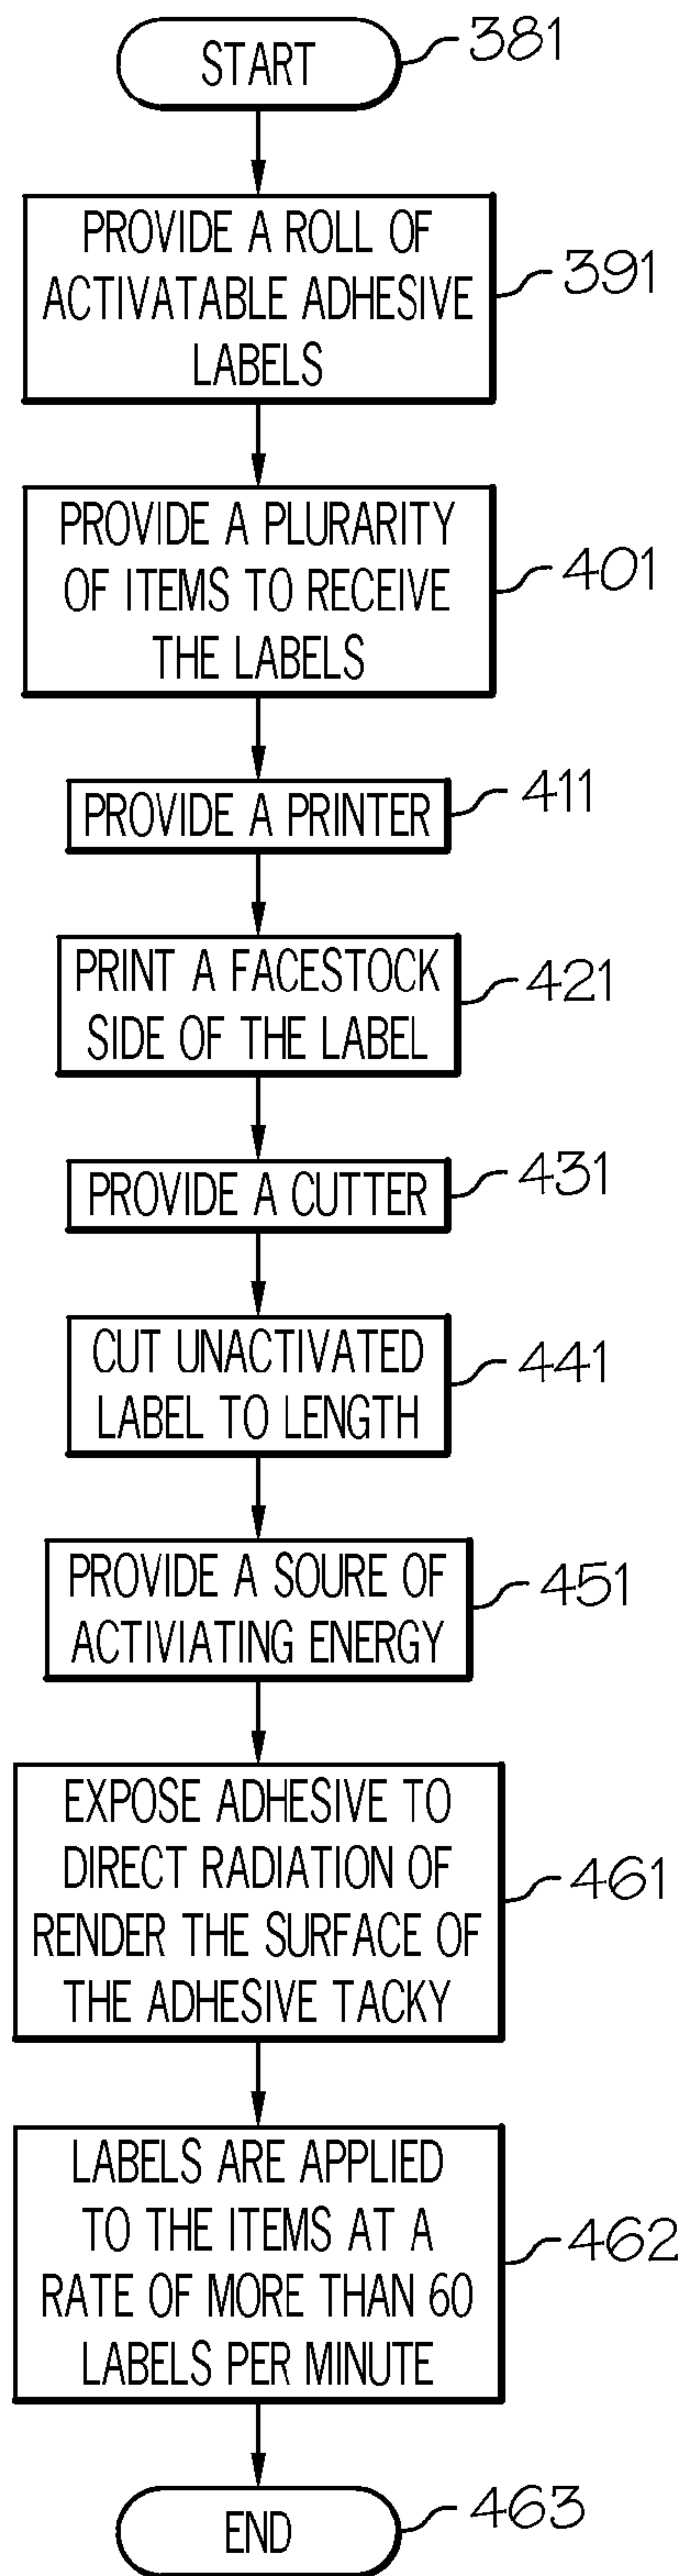 START
381
PROVIDE A ROLL OF
ACTIVATABLE ADHESIVE
LABELS
391
PROVIDE A PLURARITY
OF ITEMS TO RECEIVE
THE LABELS
401
PROVIDE A PRINTER
411
PRINT A FACESTOCK
SIDE OF THE LABEL
421
PROVIDE A CUTTER
431
CUT UNACTIVATED
LABEL TO LENGTH
441
PROVIDE A SOURE OF
ACTIVIATING ENERGY
451
EXPOSE ADHESIVE TO
DIRECT RADIATION OF
RENDER THE SURFACE OF
THE ADHESIVE TACKY
461
LABELS ARE APPLIED
TO THE ITEMS AT A
RATE OF MORE THAN 60
LABELS PER MINUTE
462
END
463